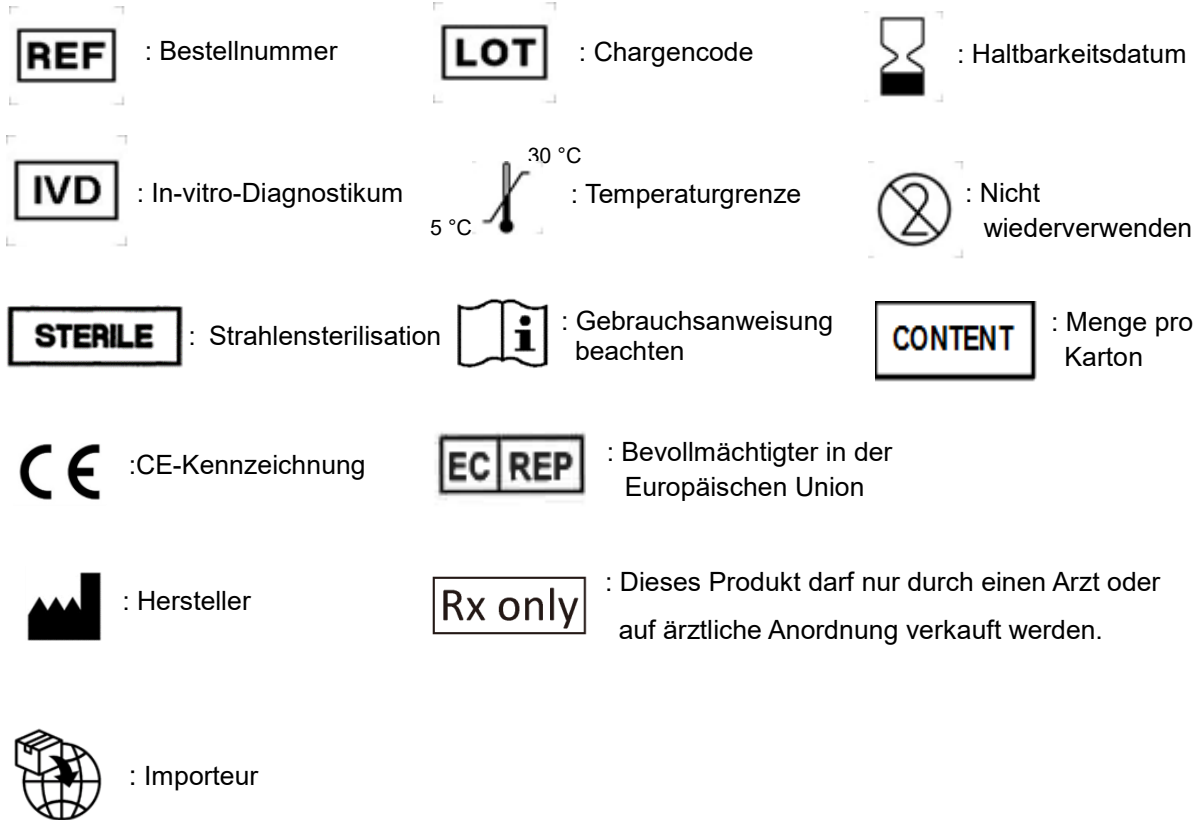 REF : Bestellnummer
LOT : Chargencode
: Haltbarkeitsdatum
IVD : In-vitro-Diagnostikum
30 °C
5 °C
: Temperaturgrenze
2
: Nicht
wiederverwenden
STERILE : Strahlensterilisation
i
: Gebrauchsanweisung
beachten
CONTENT
: Menge pro
Karton
CE :CE-Kennzeichnung
EC REP
: Bevollmächtigter in der
Europäischen Union
: Hersteller
Rx only
: Dieses Produkt darf nur durch einen Arzt oder
auf ärztliche Anordnung verkauft werden.
: Importeur